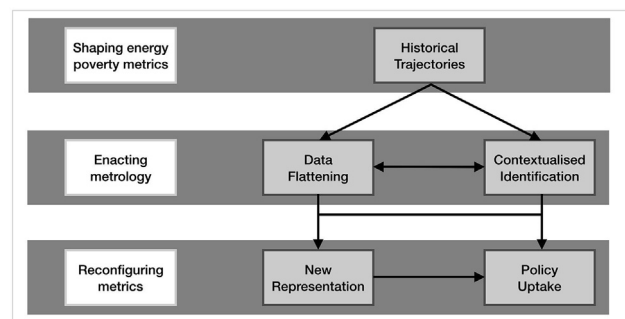 Shaping energy
poverty metrics
Historical
Trajectories
Enacting
metrology
Data
Flattening
Contextualised
Identification
Reconfiguring
metrics
New
Representation
Policy
Uptake